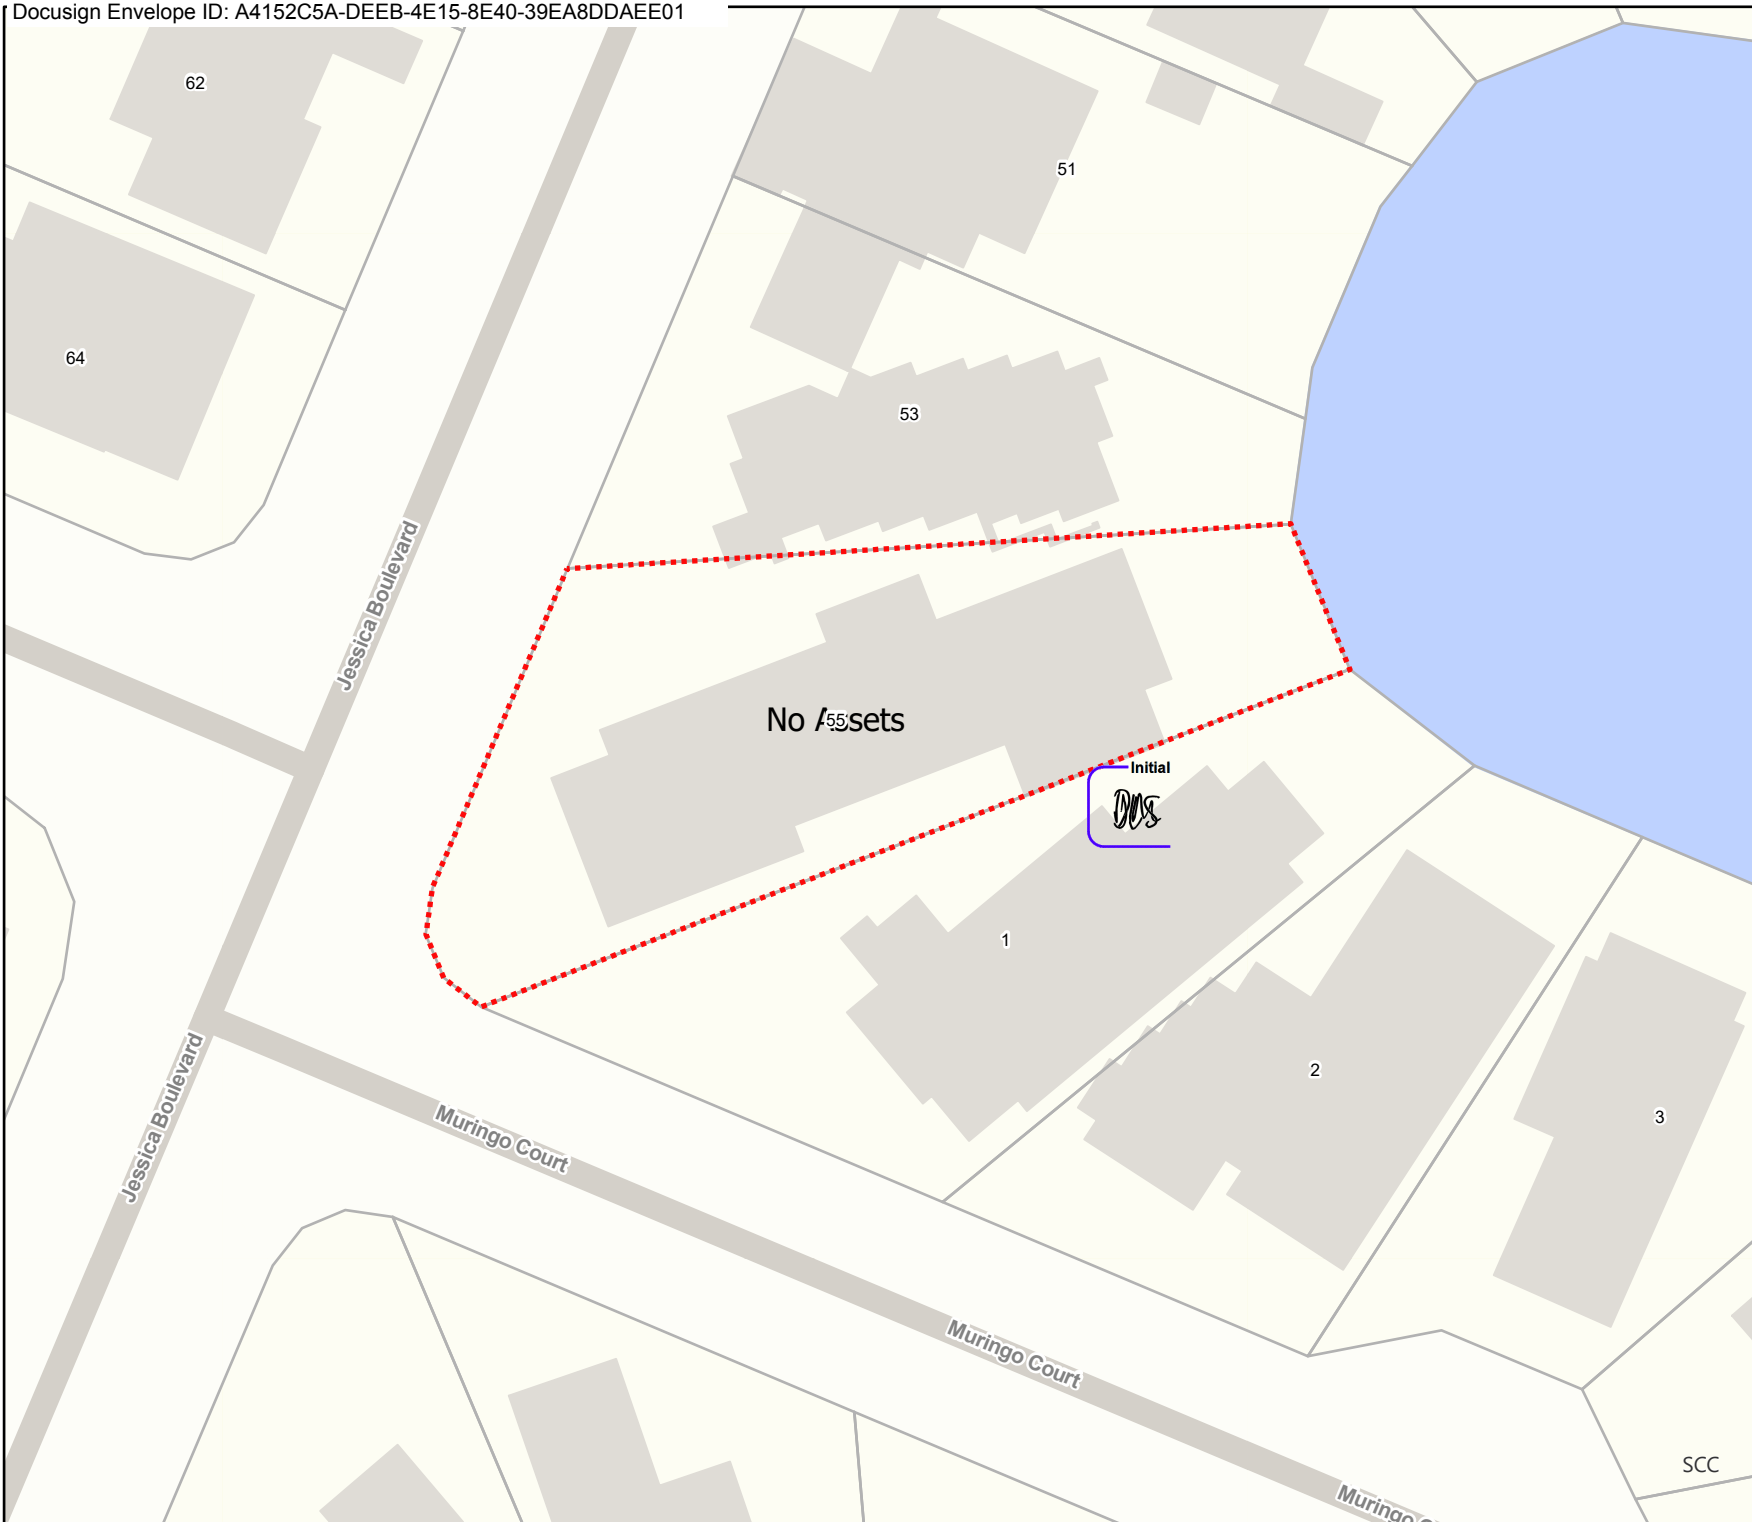 Docusign Envelope ID: A4152C5A-DEEB-4E15-8E40-39EA8DDAEE01
62
51
64
53
Jessica Boulevard
No Assets
55
Initial
1
2
3
Jessica Boulevard
Muringo Court
Muringo Court
SCC
Muringo